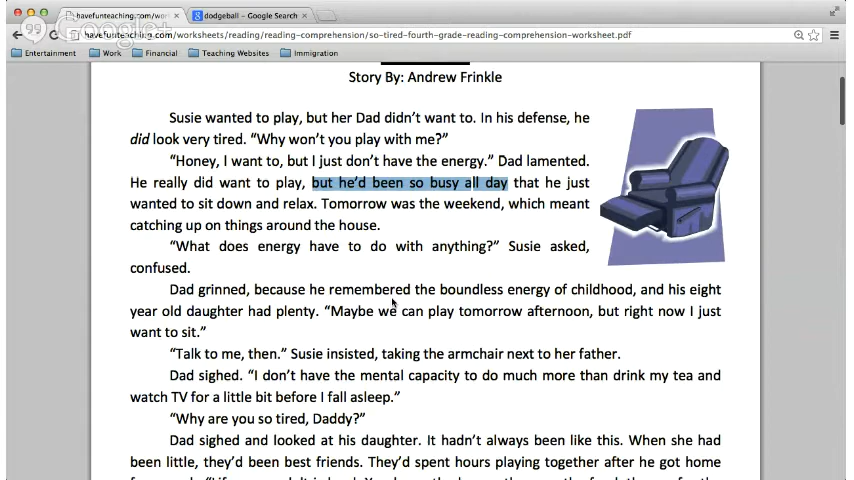 havefunteaching.com/wor
dodgeball - Google Search
Google+
havefunteaching.com/worksheets/reading/reading-comprehension/so-tired-fourth-grade-reading-comprehension-worksheet.pdf
Entertainment Work Financial Teaching Websites Immigration
Story By: Andrew Frinkle
Susie wanted to play, but her Dad didn’t want to. In his defense, he
did look very tired. “Why won’t you play with me?”
“Honey, I want to, but I just don’t have the energy.” Dad lamented.
He really did want to play, but he’d been so busy all day that he just
wanted to sit down and relax. Tomorrow was the weekend, which meant
catching up on things around the house.
“What does energy have to do with anything?” Susie asked,
confused.
Dad grinned, because he remembered the boundless energy of childhood, and his eight
year old daughter had plenty. “Maybe we can play tomorrow afternoon, but right now I just
want to sit.”
“Talk to me, then.” Susie insisted, taking the armchair next to her father.
Dad sighed. “I don’t have the mental capacity to do much more than drink my tea and
watch TV for a little bit before I fall asleep.”
“Why are you so tired, Daddy?”
Dad sighed and looked at his daughter. It hadn’t always been like this. When she had
been little, they’d been best friends. They’d spent hours playing together after he got home